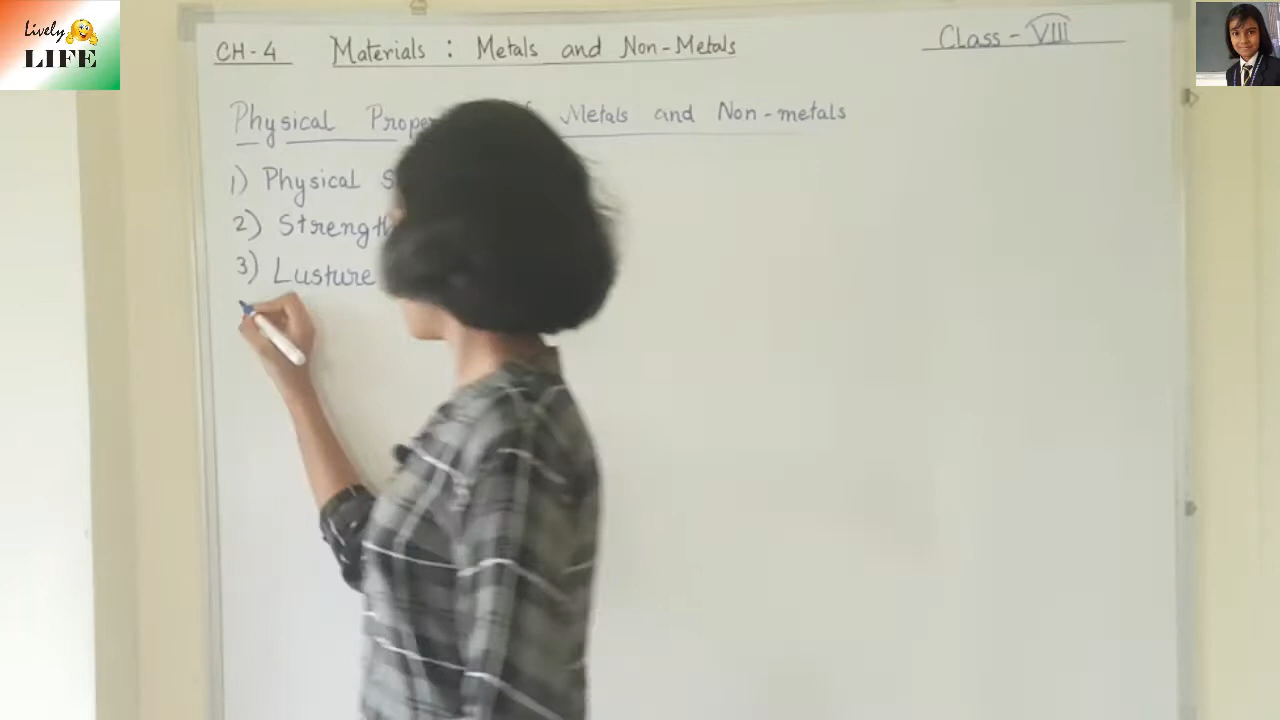 Lively
LIFE
CH-4 Materials : Metals and Non-Metals
Class - VIII
Physical Metals and Non-metals
1) Physical
2) Strength
3) Lusture